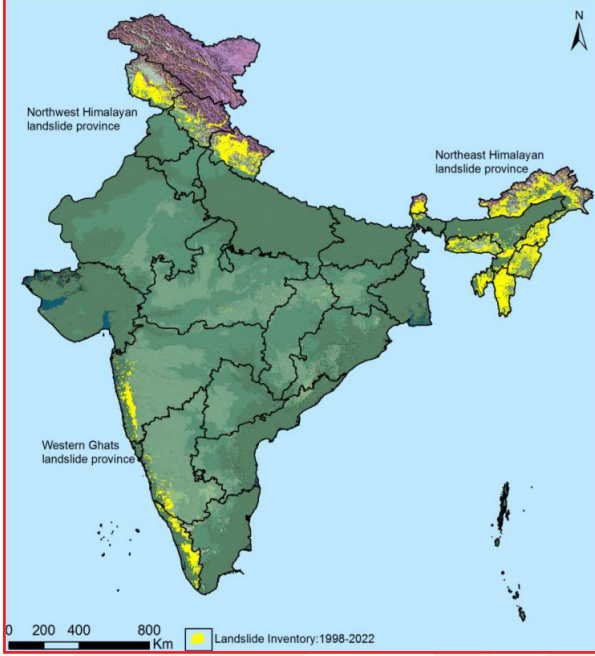 N
Northwest Himalayan
landslide province
Northeast Himalayan
landslide province
Western Ghats
landslide province
0 200 400 800
Km
Landslide Inventory:1998-2022